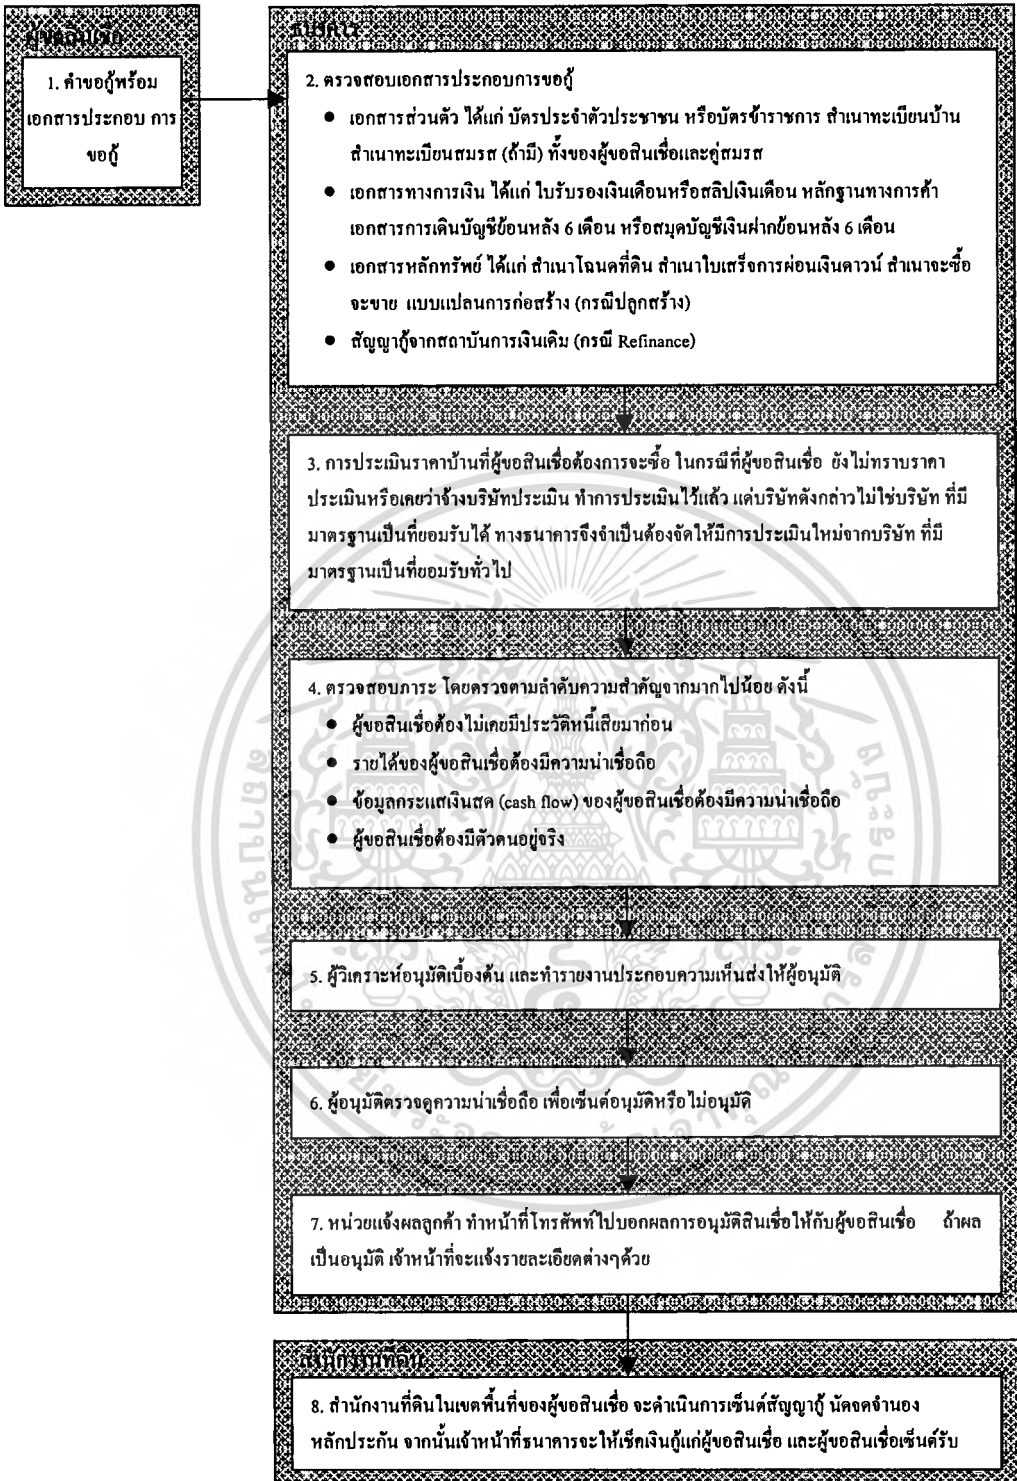 ผู้ขอสินเชื่อ
1. คำขอกู้พร้อม
เอกสารประกอบ การ
ขอกู้
ธนาคาร
2. ตรวจสอบเอกสารประกอบการขอกู้
● เอกสารส่วนตัว ได้แก่ บัตรประจำตัวประชาชน หรือบัตรข้าราชการ สำเนาทะเบียนบ้าน
สำเนาทะเบียนสมรส (ถ้ามี) ทั้งของผู้ขอสินเชื่อและคู่สมรส
● เอกสารทางการเงิน ได้แก่ ใบรับรองเงินเดือนหรือสลิปเงินเดือน หลักฐานทางการค้า
เอกสารการเดินบัญชีย้อนหลัง 6 เดือน หรือสมุดบัญชีเงินฝากย้อนหลัง 6 เดือน
● เอกสารหลักทรัพย์ ได้แก่ สำเนาโฉนดที่ดิน สำเนาใบเสร็จการผ่อนเงินดาวน์ สำเนาจะซื้อ
จะขาย แบบแปลนการก่อสร้าง (กรณีปลูกสร้าง)
● สัญญากู้จากสถาบันการเงินเดิม (กรณี Refinance)
3. การประเมินราคาบ้านที่ผู้ขอสินเชื่อต้องการจะซื้อ ในกรณีที่ผู้ขอสินเชื่อ ยังไม่ทราบราคา
ประเมินหรือเคยว่าจ้างบริษัทประเมิน ทำการประเมินไว้แล้ว แต่บริษัทดังกล่าวไม่ใช่บริษัท ที่มี
มาตรฐานเป็นที่ยอมรับได้ ทางธนาคารจึงจำเป็นต้องจัดให้มีการประเมินใหม่จากบริษัท ที่มี
มาตรฐานเป็นที่ยอมรับทั่วไป
4. ตรวจสอบภาระ โดยตรวจตามลำดับความสำคัญจากมากไปน้อย ดังนี้
● ผู้ขอสินเชื่อต้องไม่เคยมีประวัติหนี้เสียมาก่อน
● รายได้ของผู้ขอสินเชื่อต้องมีความน่าเชื่อถือ
● ข้อมูลกระแสเงินสด (cash flow) ของผู้ขอสินเชื่อต้องมีความน่าเชื่อถือ
● ผู้ขอสินเชื่อต้องมีตัวตนอยู่จริง
5. ผู้วิเคราะห์อนุมัติเบื้องต้น และทำรายงานประกอบความเห็นส่งให้ผู้อนุมัติ
6. ผู้อนุมัติตรวจดูความน่าเชื่อถือ เพื่อเซ็นต์อนุมัติหรือไม่อนุมัติ
7. หน่วยแจ้งผลลูกค้า ทำหน้าที่โทรศัพท์ไปบอกผลการอนุมัติสินเชื่อให้กับผู้ขอสินเชื่อ ถ้าผล
เป็นอนุมัติ เจ้าหน้าที่จะแจ้งรายละเอียดต่างๆด้วย
สำนักงานที่ดิน
8. สำนักงานที่ดินในเขตพื้นที่ของผู้ขอสินเชื่อ จะดำเนินการเซ็นต์สัญญากู้ นัดจดจำนอง
หลักประกัน จากนั้นเจ้าหน้าที่ธนาคารจะให้เช็คเงินกู้แก่ผู้ขอสินเชื่อ และผู้ขอสินเชื่อเซ็นต์รับ